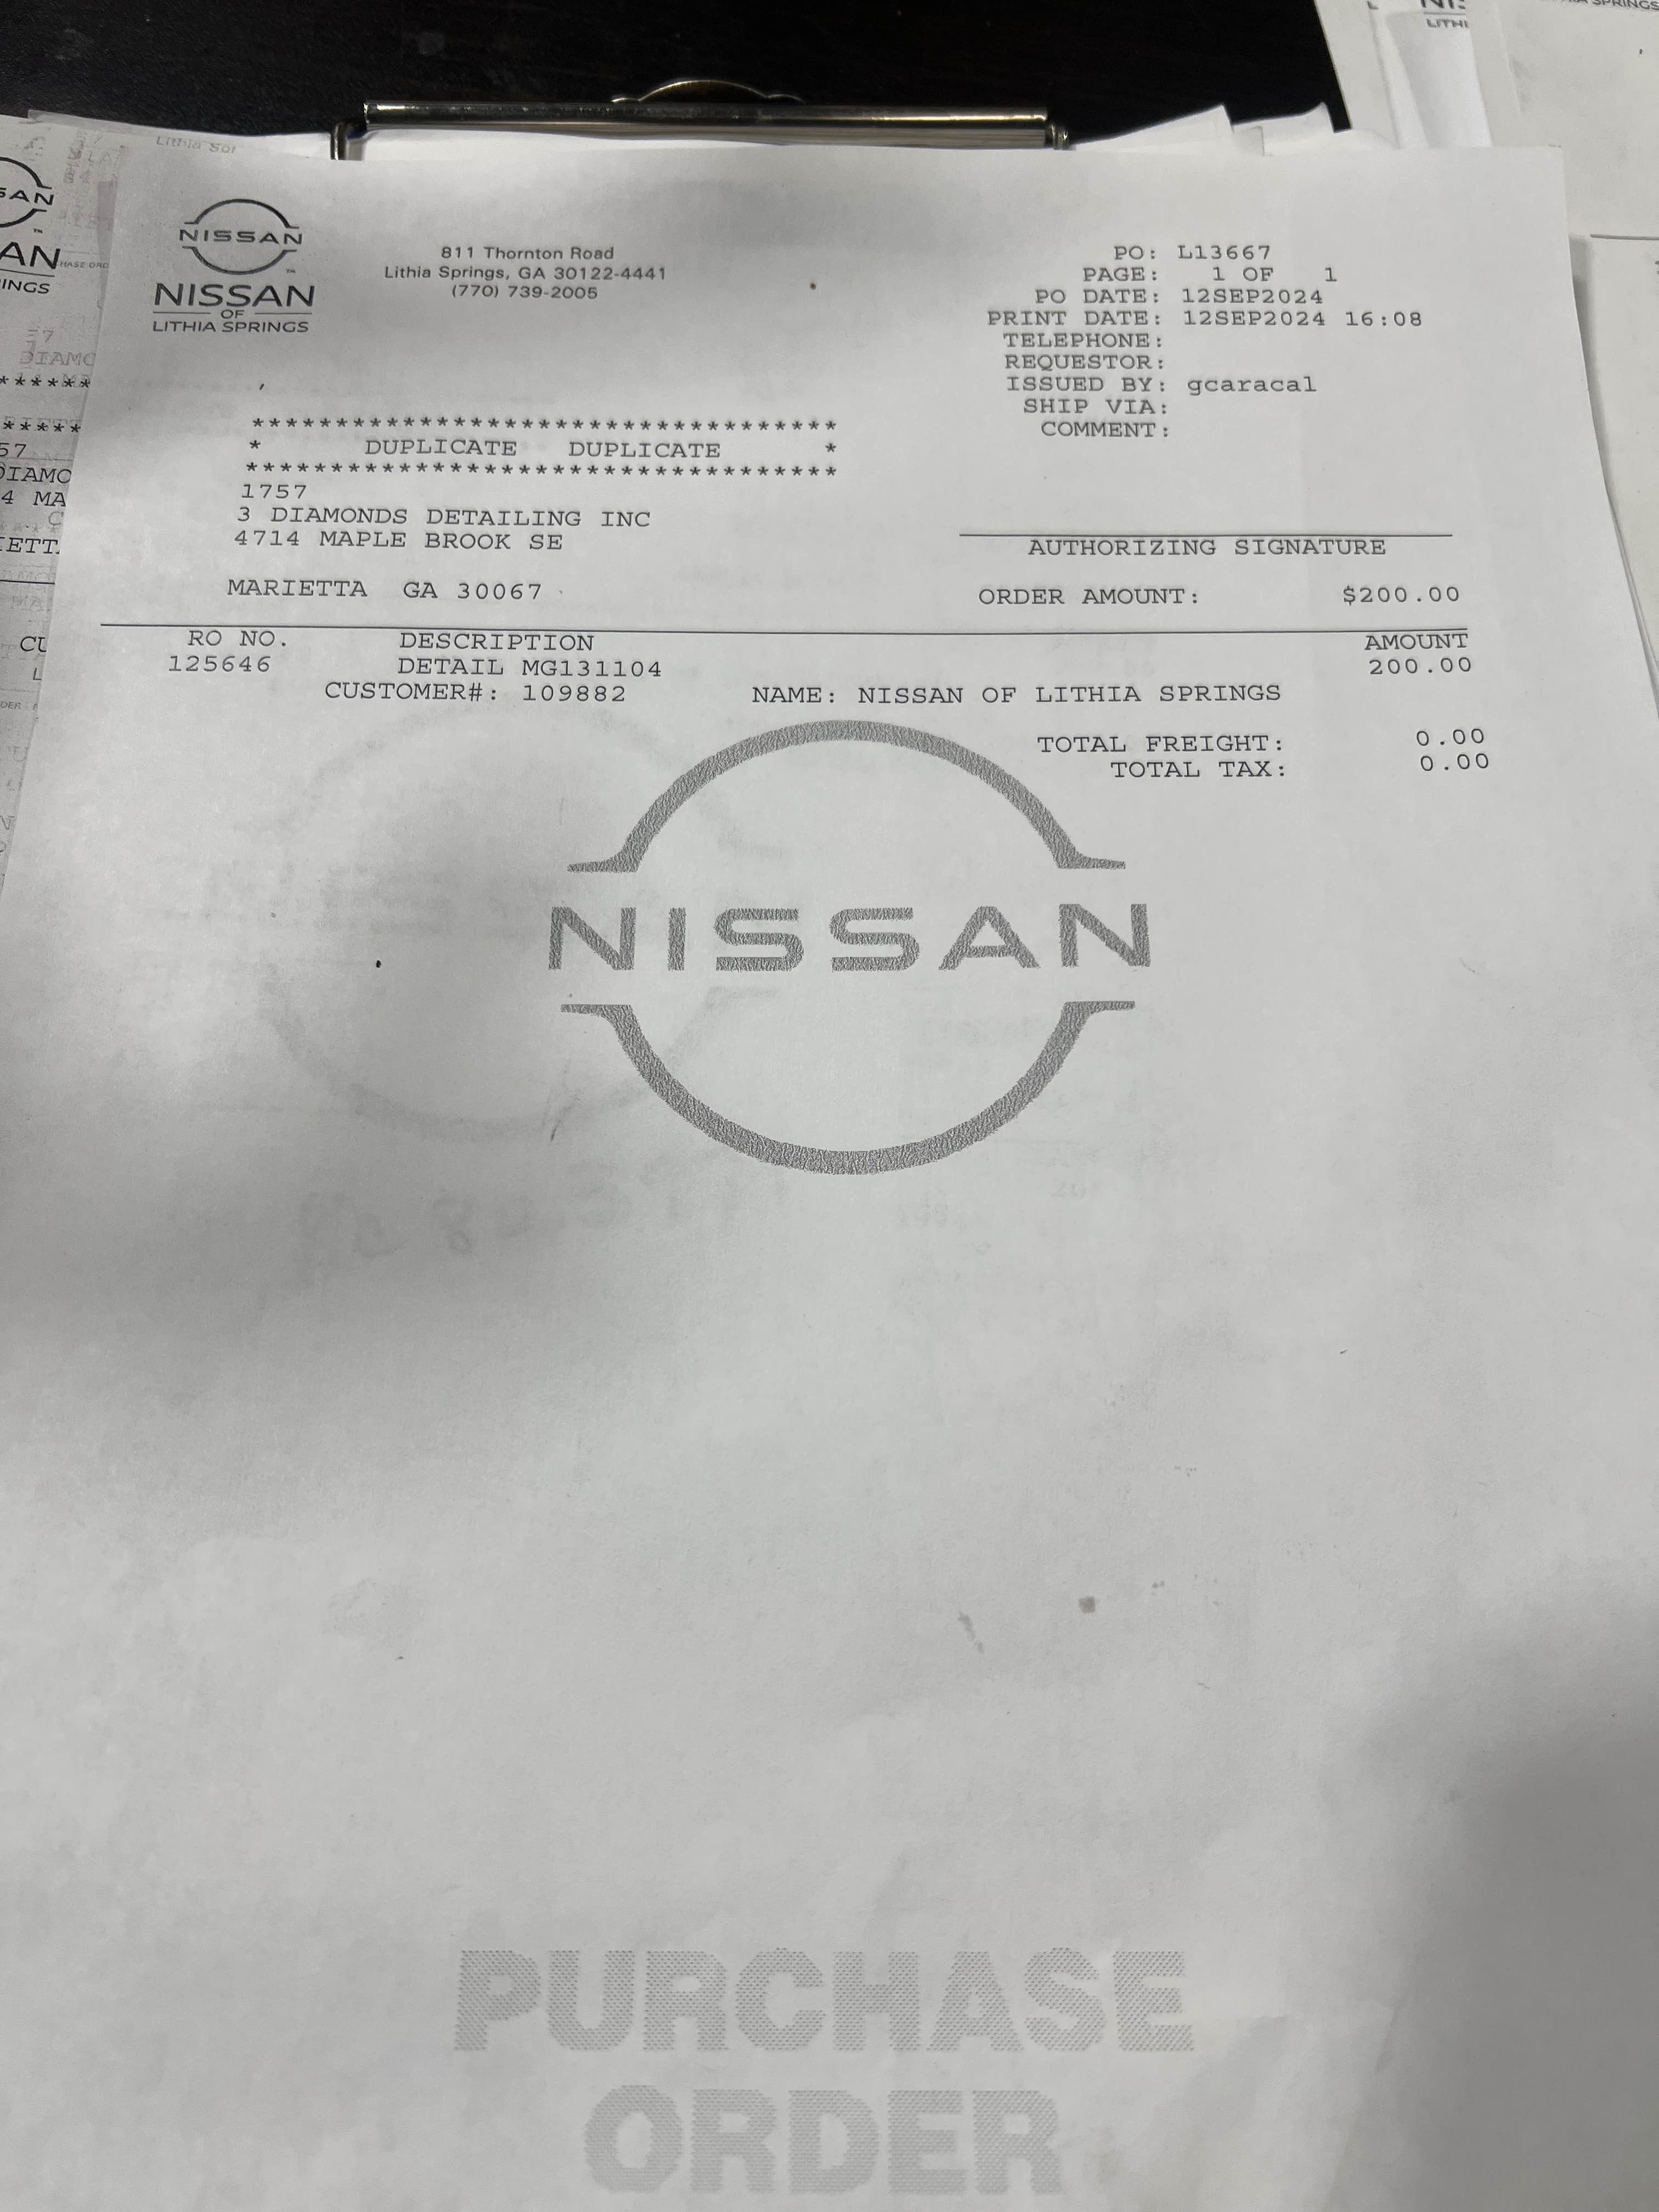 NISSAN
NISSAN
OF
LITHIA SPRINGS
811 Thornton Road
Lithia Springs, GA 30122-4441
(770) 739-2005
PO: L13667
PAGE: 1 OF 1
PO DATE: 12SEP2024
PRINT DATE: 12SEP2024 16:08
TELEPHONE:
REQUESTOR:
ISSUED BY: gcaracal
SHIP VIA:
COMMENT:
***********************************
* DUPLICATE DUPLICATE *
***********************************
1757
3 DIAMONDS DETAILING INC
4714 MAPLE BROOK SE
MARIETTA GA 30067
AUTHORIZING SIGNATURE
ORDER AMOUNT: $200.00
RO NO. DESCRIPTION AMOUNT
125646 DETAIL MG131104 200.00
CUSTOMER#: 109882 NAME: NISSAN OF LITHIA SPRINGS
TOTAL FREIGHT: 0.00
TOTAL TAX: 0.00
NISSAN
PURCHASE
ORDER